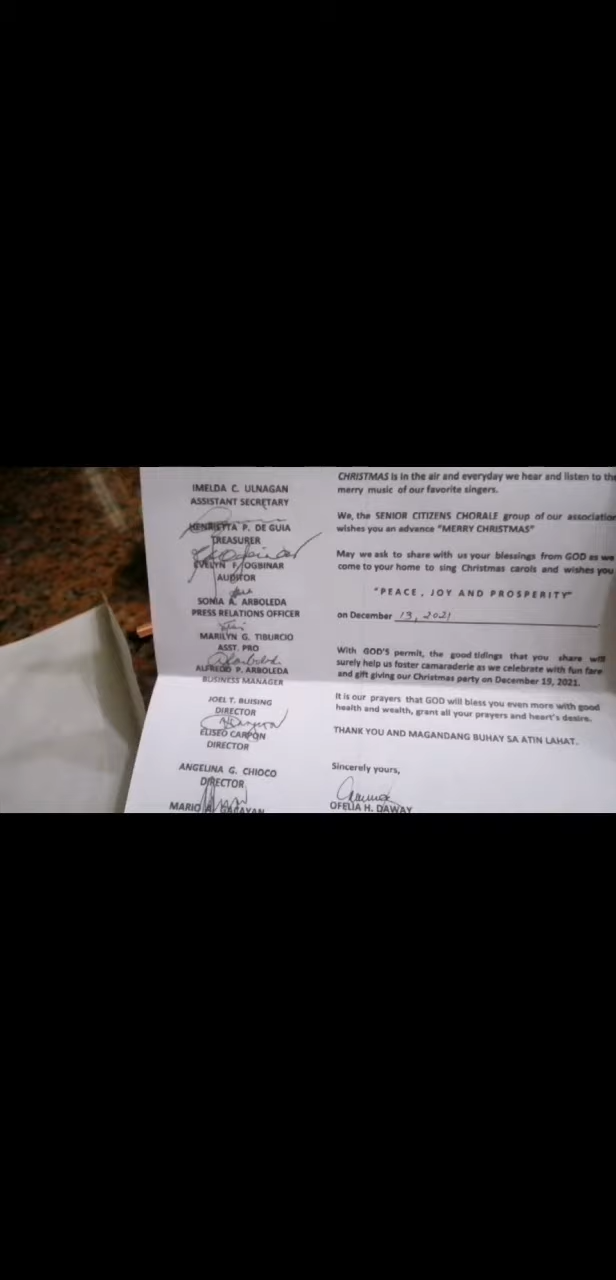 IMELDA C. ULNAGAN
ASSISTANT SECRETARY
HENRIETTA P. DE GUIA
TREASURER
EVELYN F. OGBINAR
AUDITOR
SONIA A. ARBOLEDA
PRESS RELATIONS OFFICER
MARILYN G. TIBURCIO
ASST. PRO
ALFREDO P. ARBOLEDA
BUSINESS MANAGER
JOEL T. BUISING
DIRECTOR
ELISEO CARPON
DIRECTOR
ANGELINA G. CHIOCO
DIRECTOR
MARIO A. GACAYAN
CHRISTMAS is in the air and everyday we hear and listen to the
merry music of our favorite singers.
We, the SENIOR CITIZENS CHORALE group of our association
wishes you an advance "MERRY CHRISTMAS"
May we ask to share with us your blessings from GOD as we
come to your home to sing Christmas carols and wishes you
"PEACE, JOY AND PROSPERITY"
on December 13, 2021
With GOD'S permit, the good tidings that you share will
surely help us foster camaraderie as we celebrate with fun fare
and gift giving our Christmas party on December 19, 2021.
It is our prayers that GOD will bless you even more with good
health and wealth, grant all your prayers and heart's desire.
THANK YOU AND MAGANDANG BUHAY SA ATIN LAHAT.
Sincerely yours,
OFELIA H. DAWAY